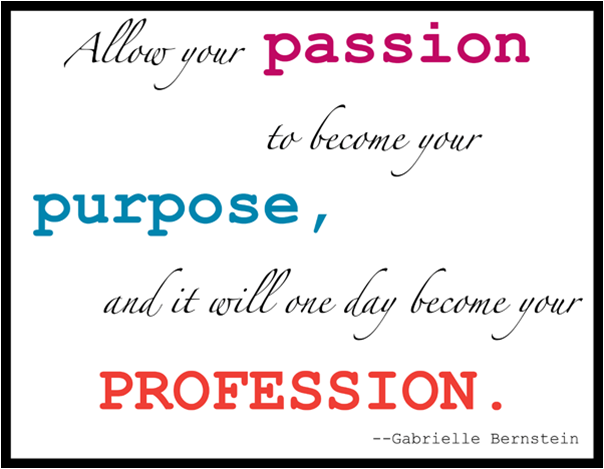 Allow your passion
to become your
purpose,
and it will one day become your
PROFESSION.
--Gabrielle Bernstein